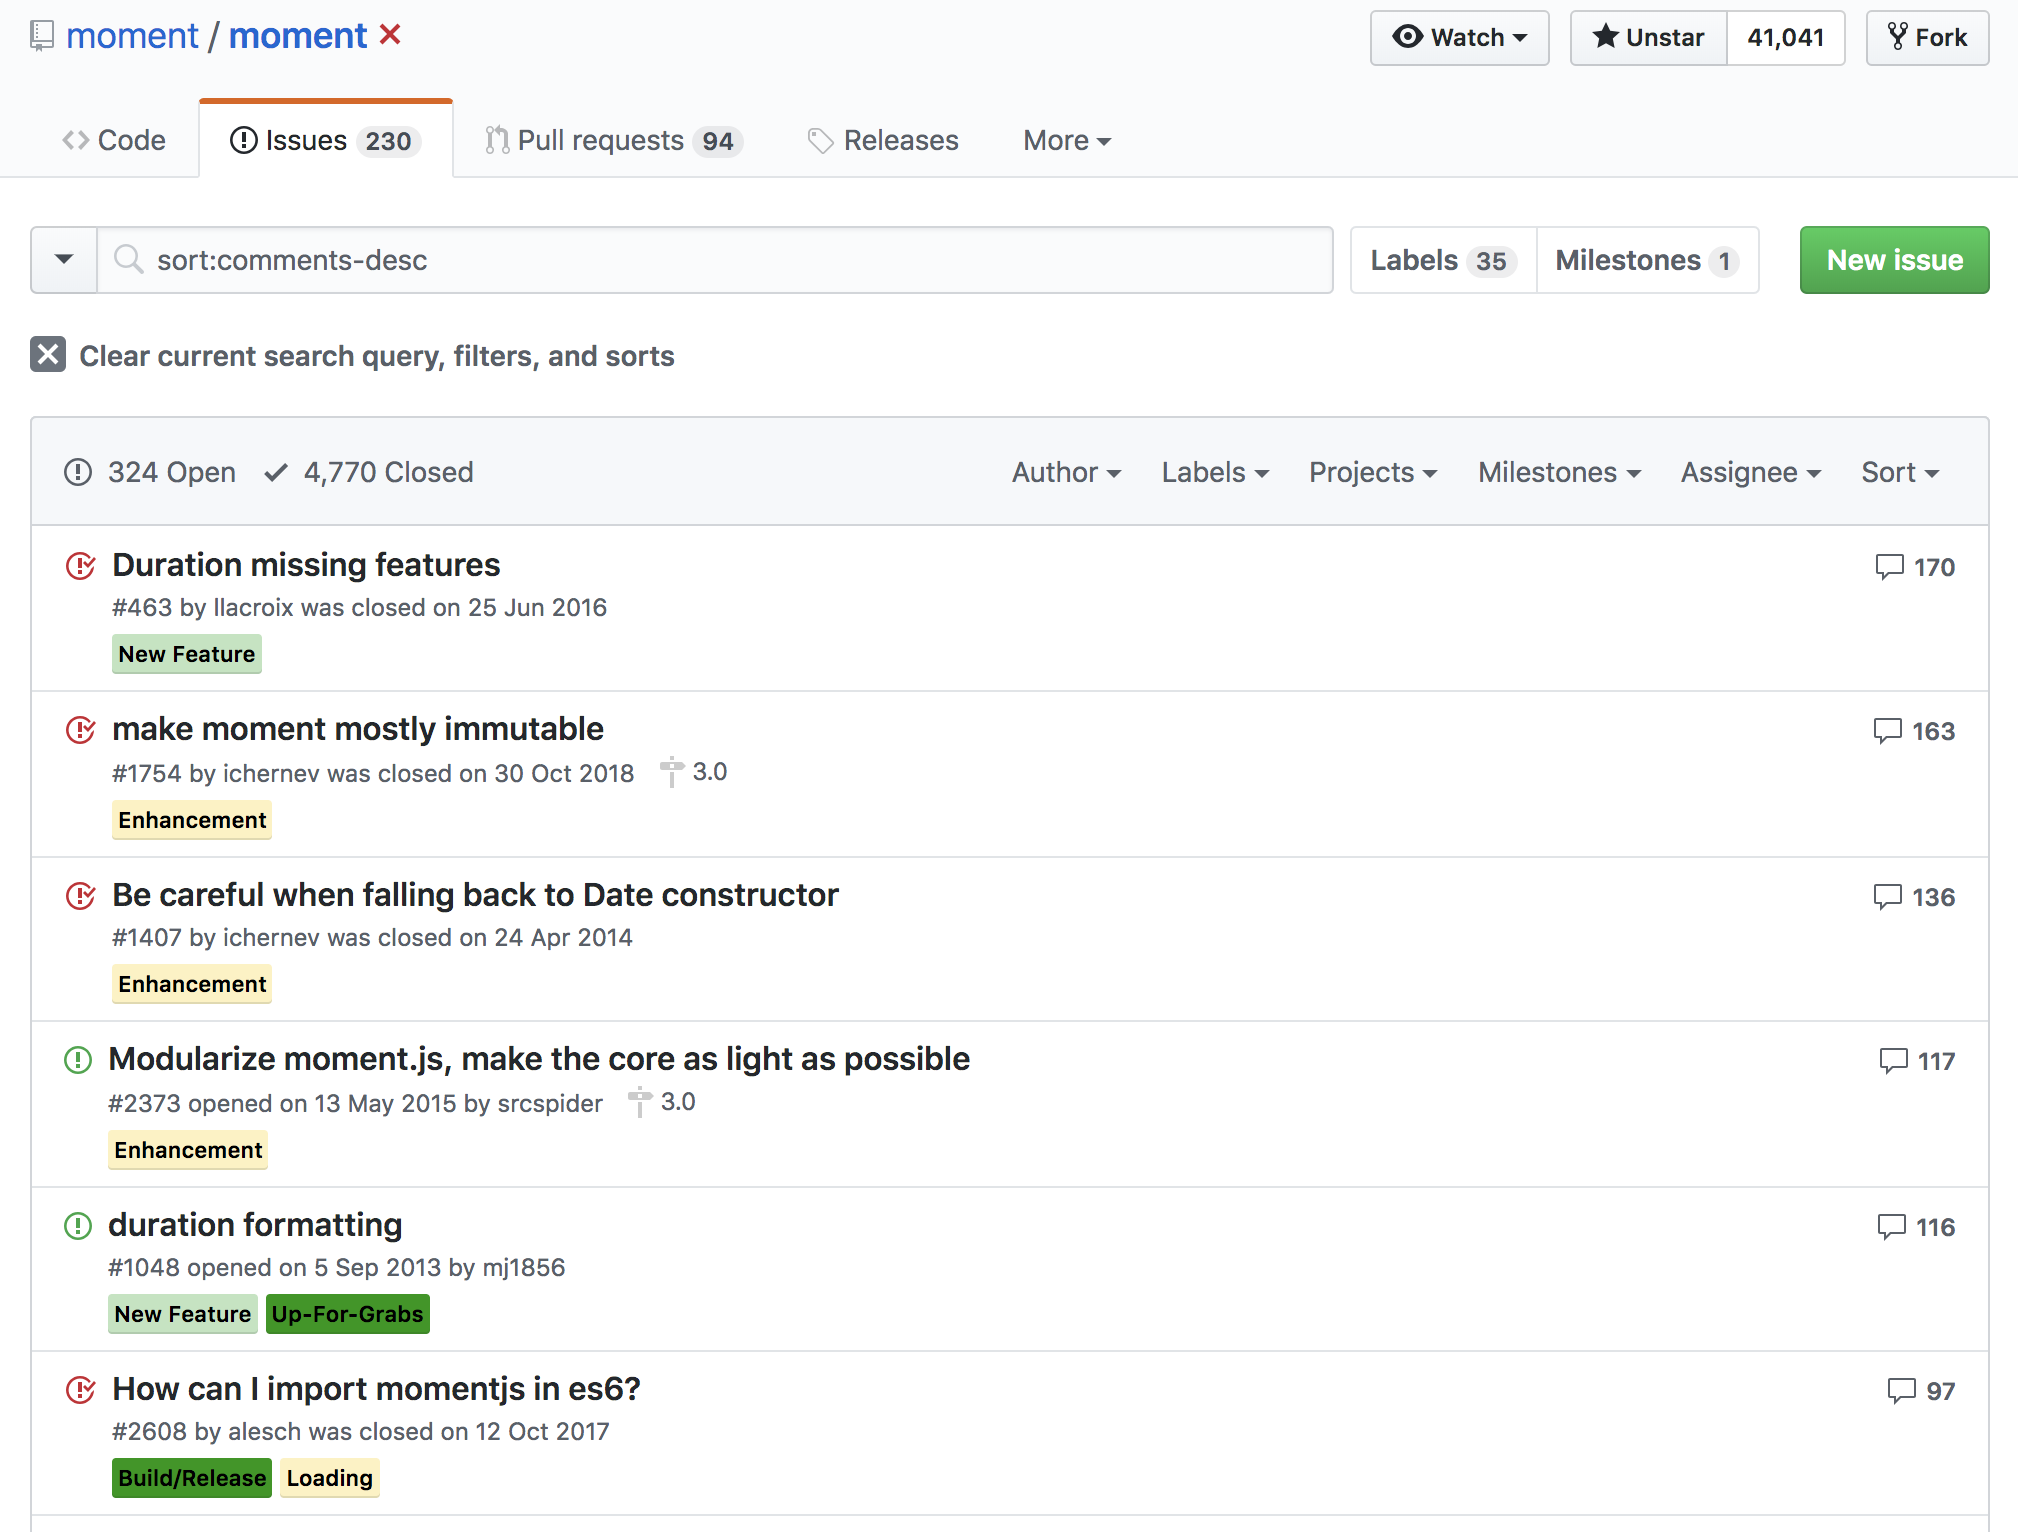 moment / moment
Watch Unstar 41,041 Fork
Code Issues 230 Pull requests 94 Releases More
sort:comments-desc Labels 35 Milestones 1 New issue
Clear current search query, filters, and sorts
324 Open 4,770 Closed Author Labels Projects Milestones Assignee Sort
Duration missing features 170
#463 by llacroix was closed on 25 Jun 2016
New Feature
make moment mostly immutable 163
#1754 by ichernev was closed on 30 Oct 2018 3.0
Enhancement
Be careful when falling back to Date constructor 136
#1407 by ichernev was closed on 24 Apr 2014
Enhancement
Modularize moment.js, make the core as light as possible 117
#2373 opened on 13 May 2015 by srcspider 3.0
Enhancement
duration formatting 116
#1048 opened on 5 Sep 2013 by mj1856
New Feature Up-For-Grabs
How can I import momentjs in es6? 97
#2608 by alesch was closed on 12 Oct 2017
Build/Release Loading